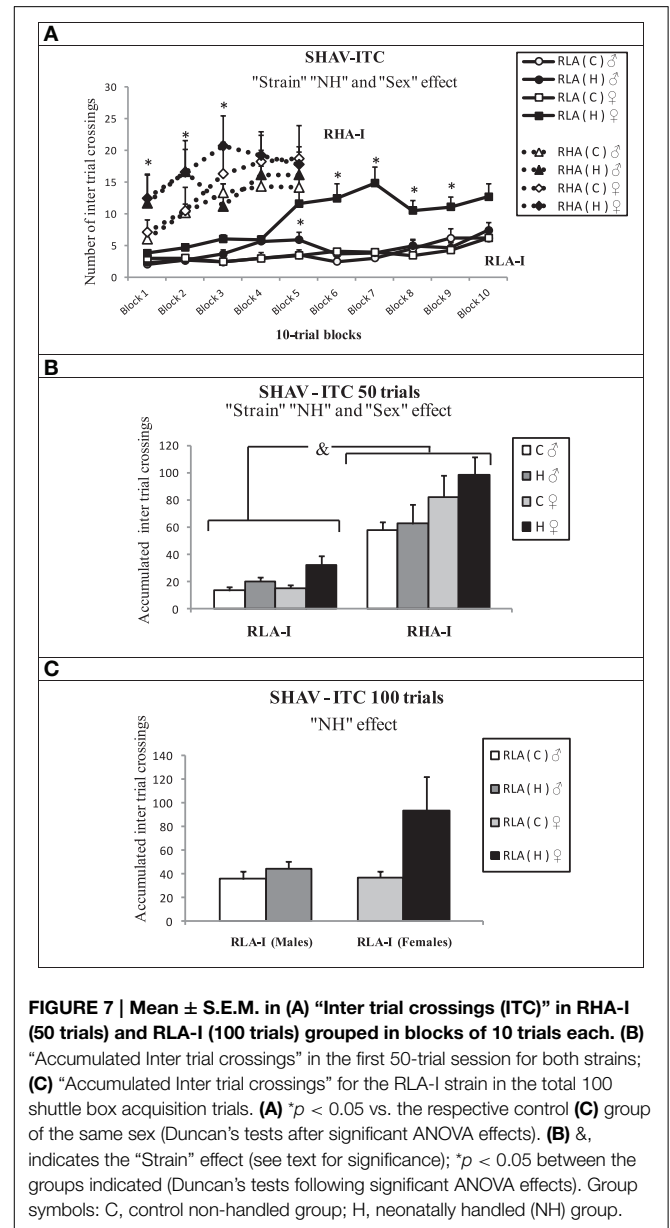 A
SHAV-ITC
"Strain" "NH" and "Sex" effect
Number of inter trial crossings
30
25
20
15
10
5
0
*
*
*
*
*
*
*
*
*
RHA-I
RLA-I
Block 1
Block 2
Block 3
Block 4
Block 5
Block 6
Block 7
Block 8
Block 9
Block 10
10-trial blocks
RLA ( C ) ♂
RLA ( H ) ♂
RLA ( C ) ♀
RLA ( H ) ♀
RHA ( C ) ♂
RHA ( H ) ♂
RHA ( C ) ♀
RHA ( H ) ♀
B
SHAV - ITC 50 trials
"Strain" "NH" and "Sex" effect
Accumulated inter trial crossings
120
100
80
60
40
20
0
&
RLA-I
RHA-I
C ♂
H ♂
C ♀
H ♀
C
SHAV - ITC 100 trials
"NH" effect
Accumulated inter trial crossings
140
120
100
80
60
40
20
0
RLA-I (Males)
RLA-I (Females)
RLA ( C ) ♂
RLA ( H ) ♂
RLA ( C ) ♀
RLA ( H ) ♀
FIGURE 7 | Mean ± S.E.M. in (A) “Inter trial crossings (ITC)” in RHA-I
(50 trials) and RLA-I (100 trials) grouped in blocks of 10 trials each. (B)
“Accumulated Inter trial crossings” in the first 50-trial session for both strains;
(C) “Accumulated Inter trial crossings” for the RLA-I strain in the total 100
shuttle box acquisition trials. (A) *p < 0.05 vs. the respective control (C) group
of the same sex (Duncan’s tests after significant ANOVA effects). (B) &,
indicates the “Strain” effect (see text for significance); *p < 0.05 between the
groups indicated (Duncan’s tests following significant ANOVA effects). Group
symbols: C, control non-handled group; H, neonatally handled (NH) group.